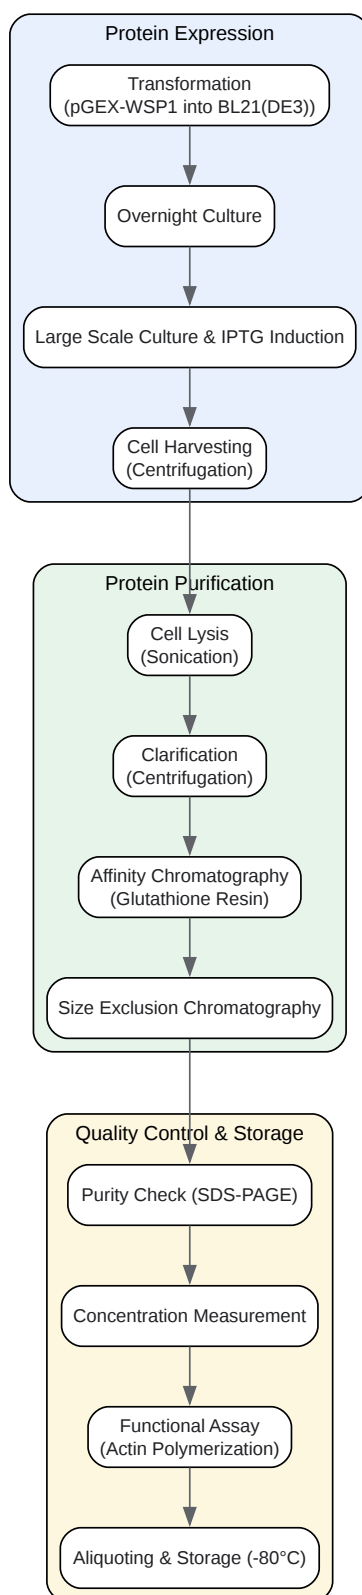 Protein Expression
Transformation
(pGEX-WSP1 into BL21(DE3))
Overnight Culture
Large Scale Culture & IPTG Induction
Cell Harvesting
(Centrifugation)
Protein Purification
Cell Lysis
(Sonication)
Clarification
(Centrifugation)
Affinity Chromatography
(Glutathione Resin)
Size Exclusion Chromatography
Quality Control & Storage
Purity Check (SDS-PAGE)
Concentration Measurement
Functional Assay
(Actin Polymerization)
Aliquoting & Storage (-80°C)